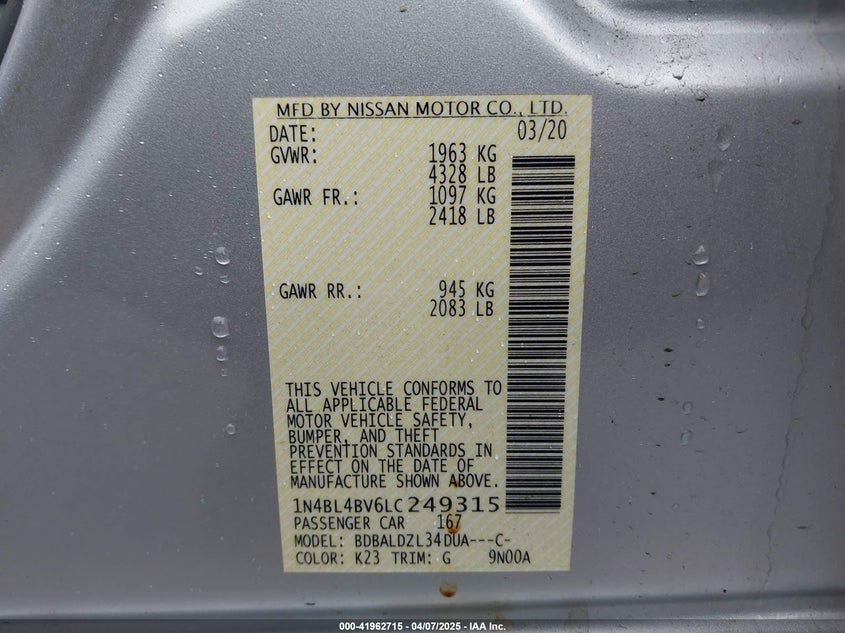 MFD BY NISSAN MOTOR CO., LTD.
DATE: 03/20
GVWR: 1963 KG
4328 LB
GAWR FR.: 1097 KG
2418 LB
GAWR RR.: 945 KG
2083 LB
THIS VEHICLE CONFORMS TO
ALL APPLICABLE FEDERAL
MOTOR VEHICLE SAFETY,
BUMPER, AND THEFT
PREVENTION STANDARDS IN
EFFECT ON THE DATE OF
MANUFACTURE SHOWN ABOVE.
1N4BL4BV6LC249315
PASSENGER CAR 167
MODEL: BDBALDZL34DUA---C-
COLOR: K23 TRIM: G 9N00A
000-41962715 - 04/07/2025 - IAA Inc.